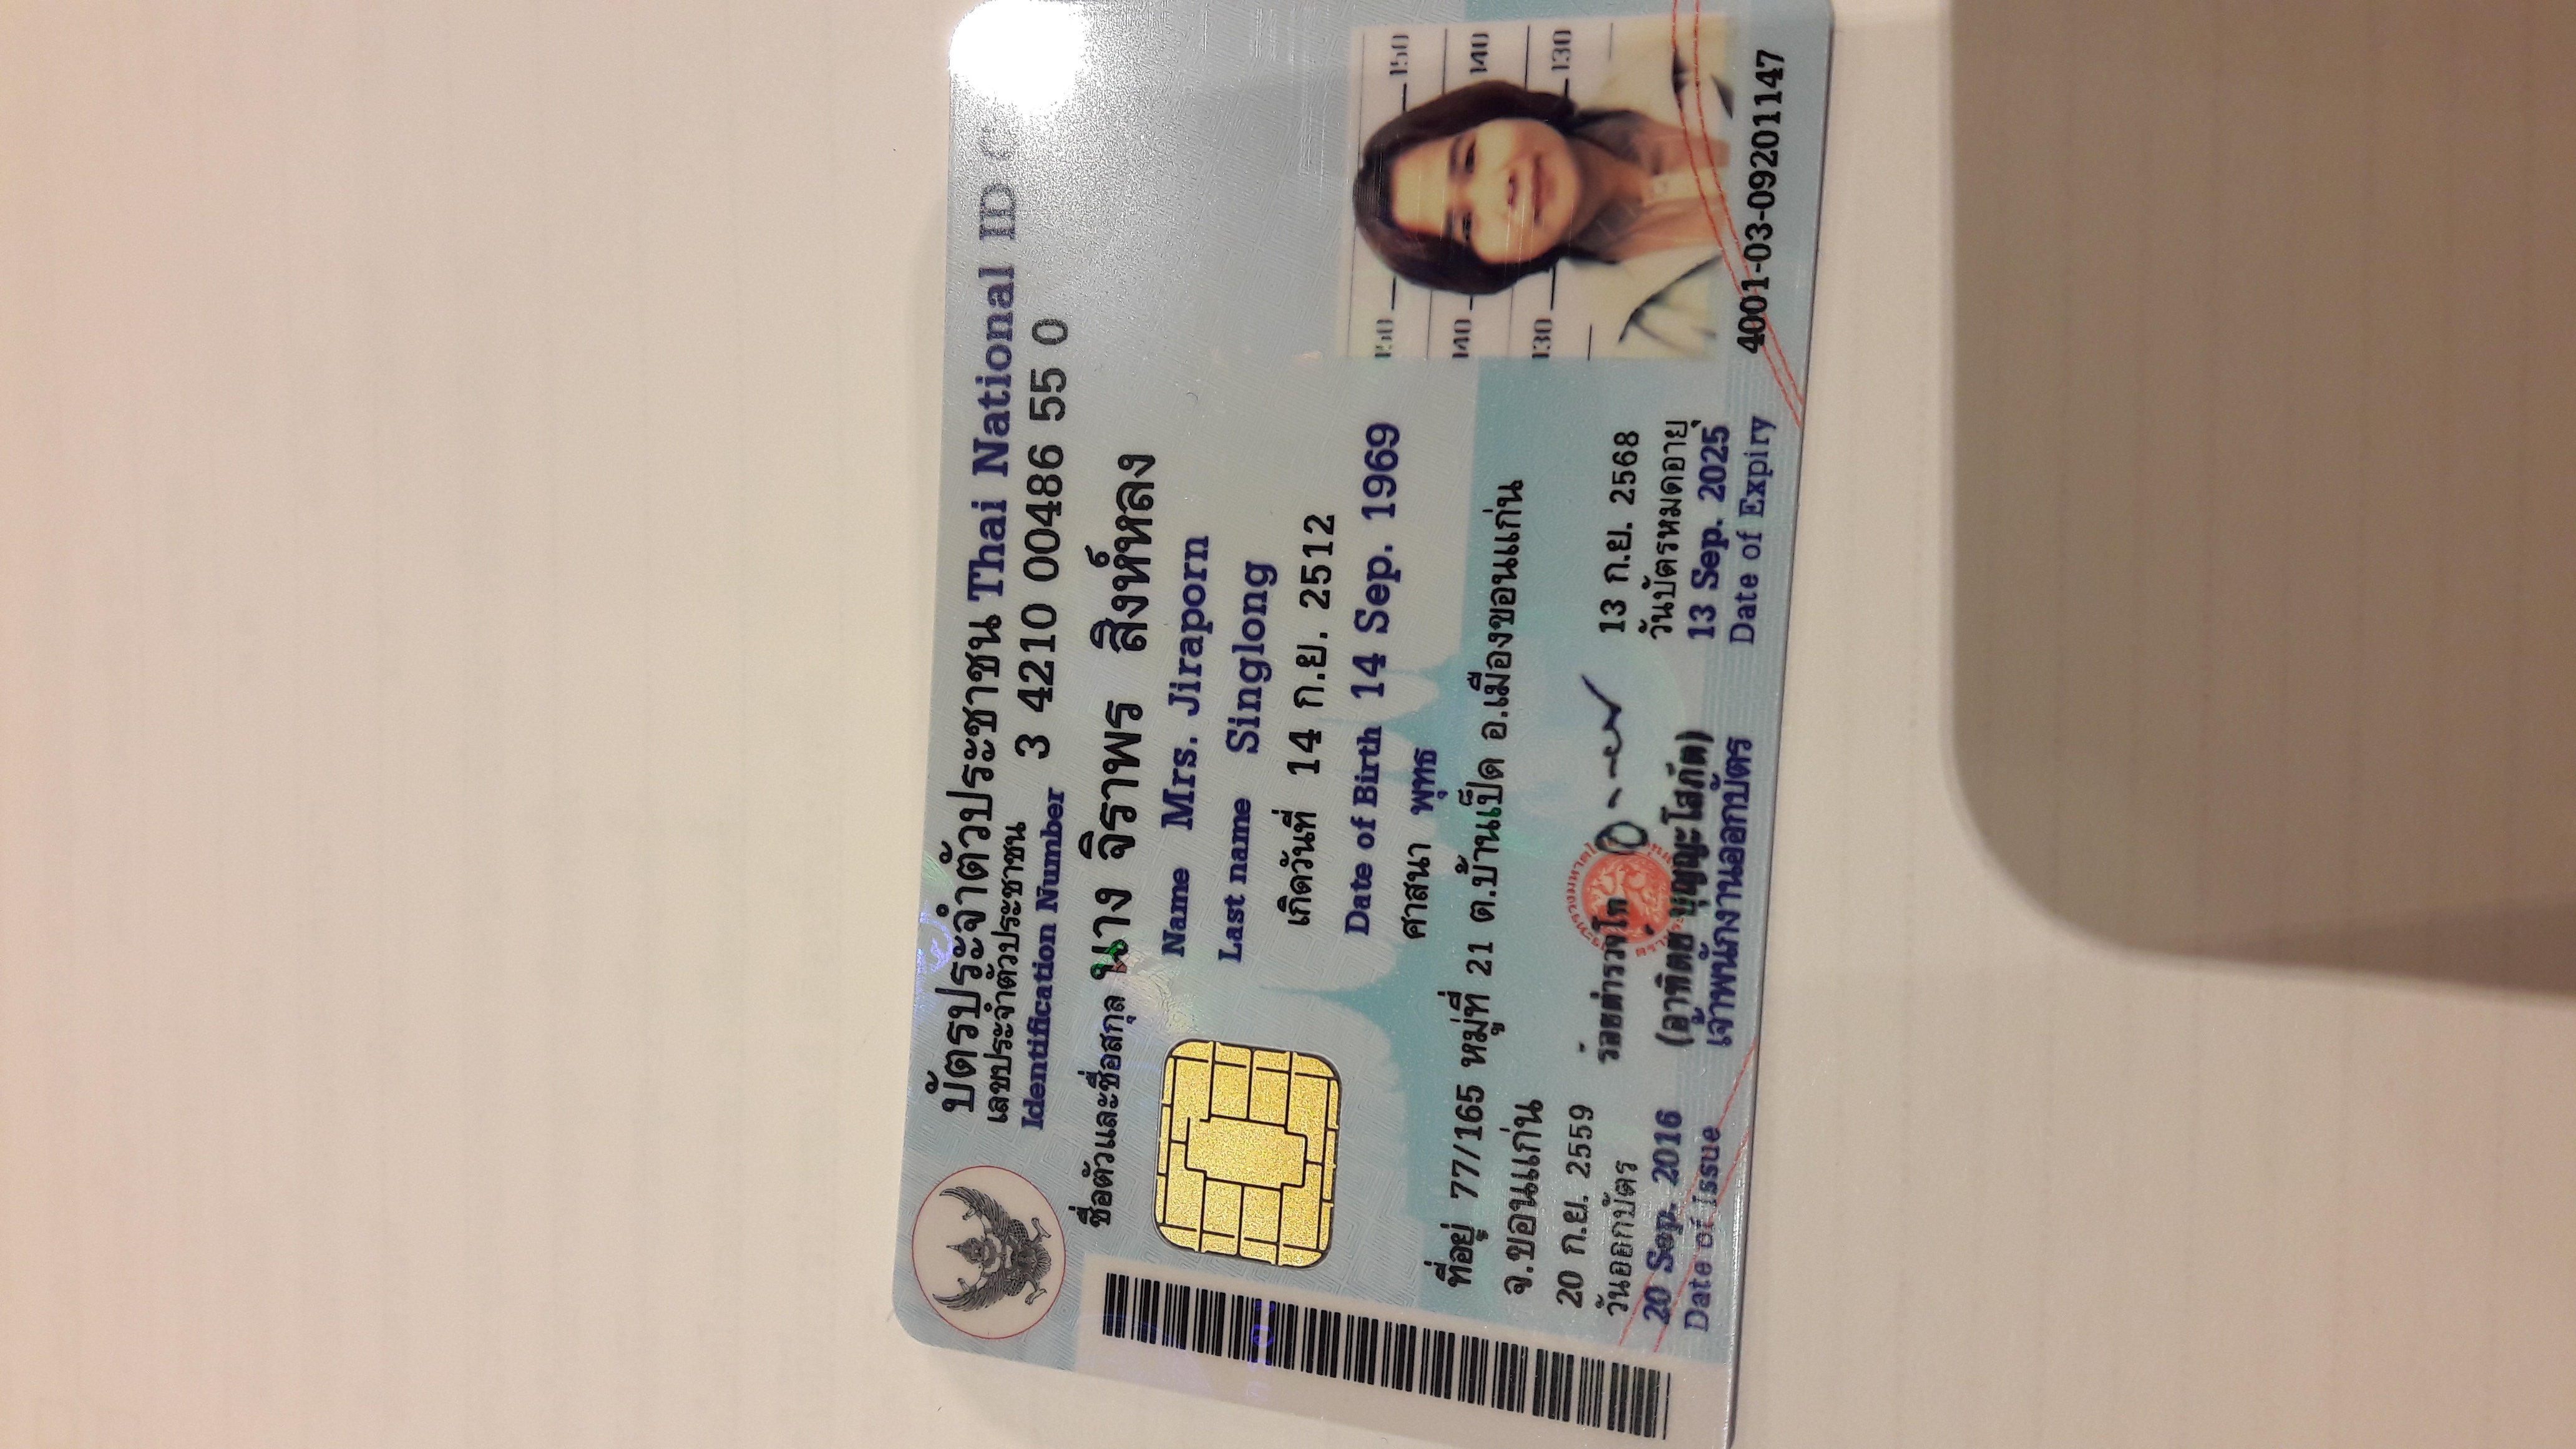 บัตรประจำตัวประชาชน Thai National ID
เลขประจำตัวประชาชน
Identification Number 3 4210 00486 55 0
ชื่อตัวและชื่อสกุล นาง จิราพร สิงห์หลง
Name Mrs. Jiraporn
Last name Singlong
เกิดวันที่ 14 ก.ย. 2512
Date of Birth 14 Sep. 1969
ศาสนา พุทธ
ที่อยู่ 77/165 หมู่ที่ 21 ต.บ้านเป็ด อ.เมืองขอนแก่น
จ.ขอนแก่น
20 ก.ย. 2559
วันออกบัตร
20 Sep. 2016
Date of Issue
ร้อยตำรวจโท
(อาทิตย์ บุญญะโสภัต)
เจ้าพนักงานออกบัตร
13 ก.ย. 2568
วันบัตรหมดอายุ
13 Sep. 2025
Date of Expiry
150 150
140 140
130 130
4001-03-09201147